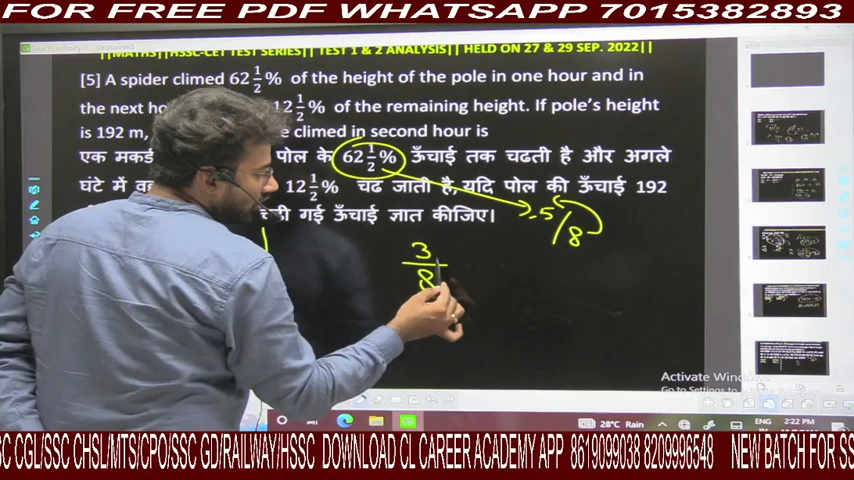 FOR FREE PDF WHATSAPP 7015382893
||MATHS||HSSC-CET TEST SERIES|| TEST 1 & 2 ANALYSIS|| HELD ON 27 & 29 SEP. 2022||
[5] A spider climed 62 1/2 % of the height of the pole in one hour and in
the next 12 1/2 % of the remaining height. If pole's height
is 192 m, climed in second hour is
एक पोल के 62 1/2 % ऊँचाई तक चढती है और अगले
घंटे में 12 1/2 % चढ जाती है, यदि पोल की ऊँचाई 192
गई ऊँचाई ज्ञात कीजिए।
5/8
3/8
Activate Windows
28°C Rain
ENG
2:22 PM
SC CGL/SSC CHSL/MTS/CPO/SSC GD/RAILWAY/HSSC DOWNLOAD CL CAREER ACADEMY APP 8619099038 8209996548 NEW BATCH FOR SS